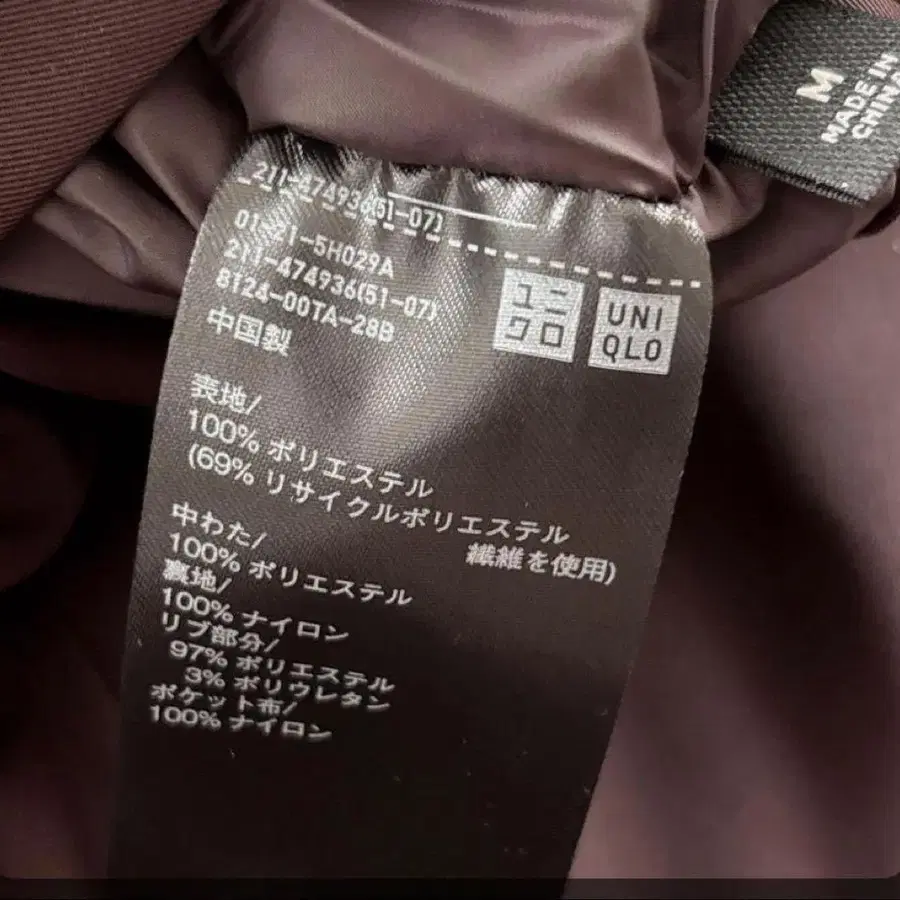 M
MADE IN
CHINA
211-474936(51-07)
01-21-5H029A
211-474936(51-07)
8124-00TA-28B
中国製
ユニ
クロ
UNI
QLO
表地/
100% ポリエステル
(69% リサイクルポリエステル
繊維を使用)
中わた/
100% ポリエステル
裏地/
100% ナイロン
リブ部分/
97% ポリエステル
3% ポリウレタン
ポケット布/
100% ナイロン